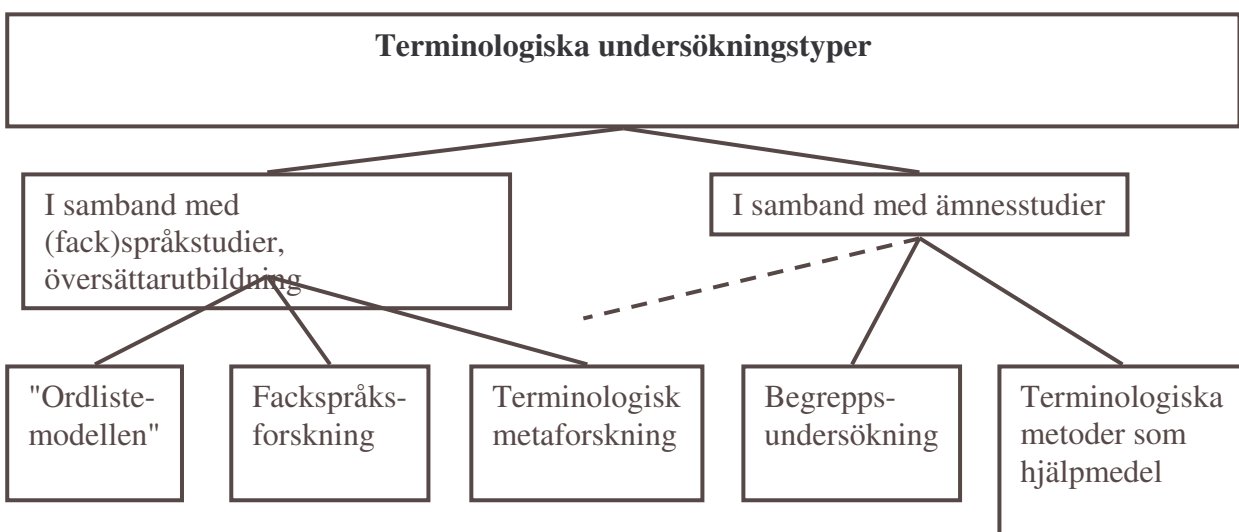 Terminologiska undersökningstyper
I samband med
(fack)språkstudier,
översättarutbildning
I samband med ämnesstudier
"Ordliste-
modellen"
Fackspråks-
forskning
Terminologisk
metaforskning
Begrepps-
undersökning
Terminologiska
metoder som
hjälpmedel